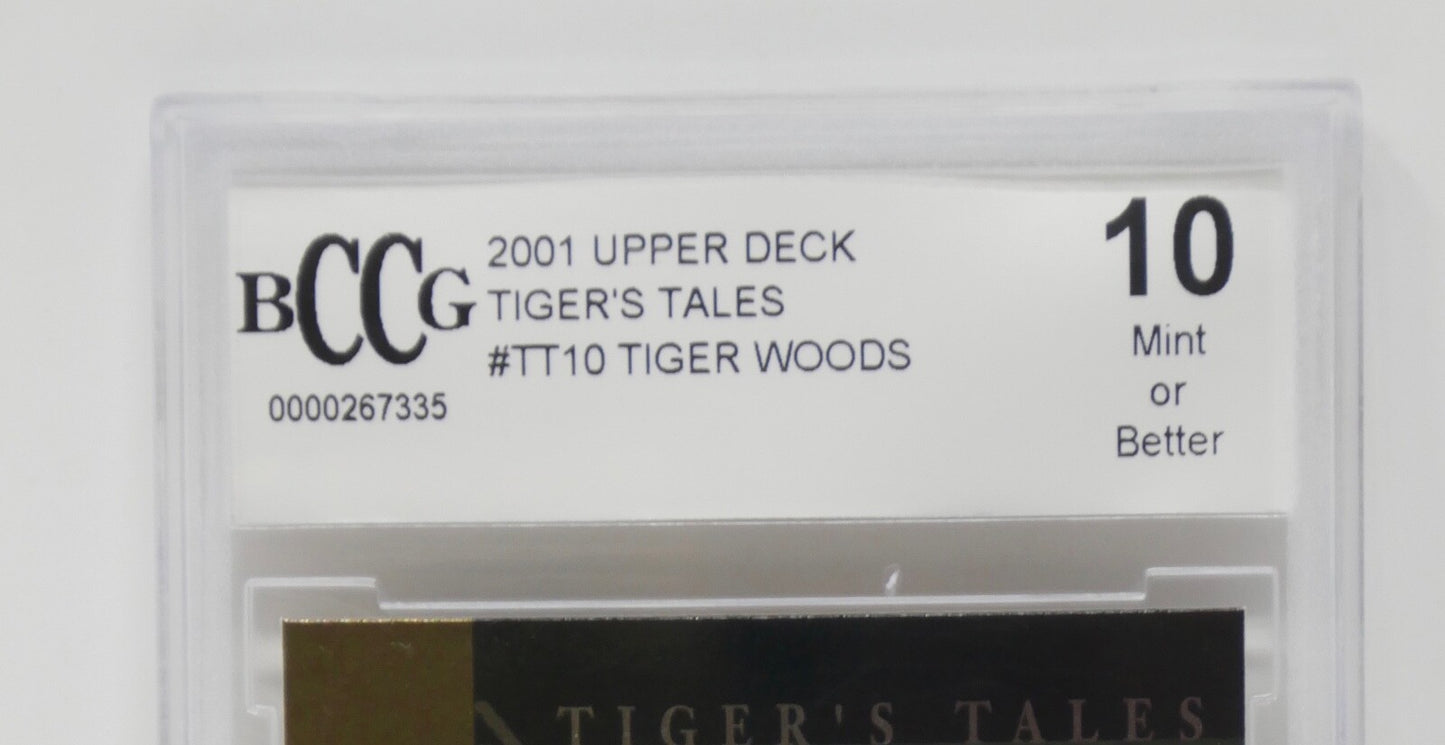 BCCG
0000267335
2001 UPPER DECK
TIGER'S TALES
#TT10 TIGER WOODS
10
Mint
or
Better
TIGER'S TALES